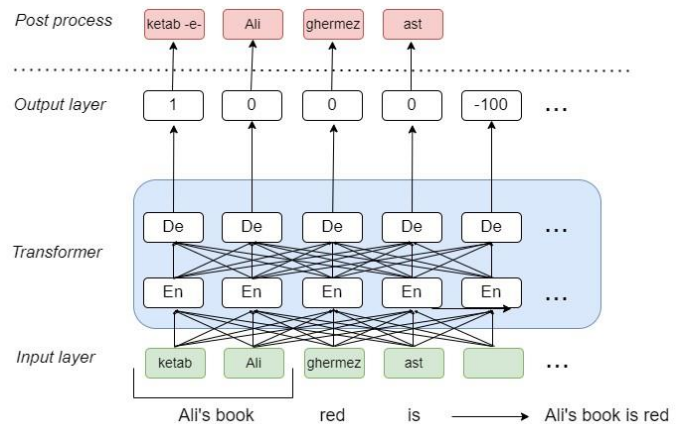 Post process ketab -e- Ali ghermez ast
Output layer 1 0 0 0 -100 ...
Transformer De De De De De ...
En En En En En ...
Input layer ketab Ali ghermez ast ...
Ali's book red is Ali's book is red